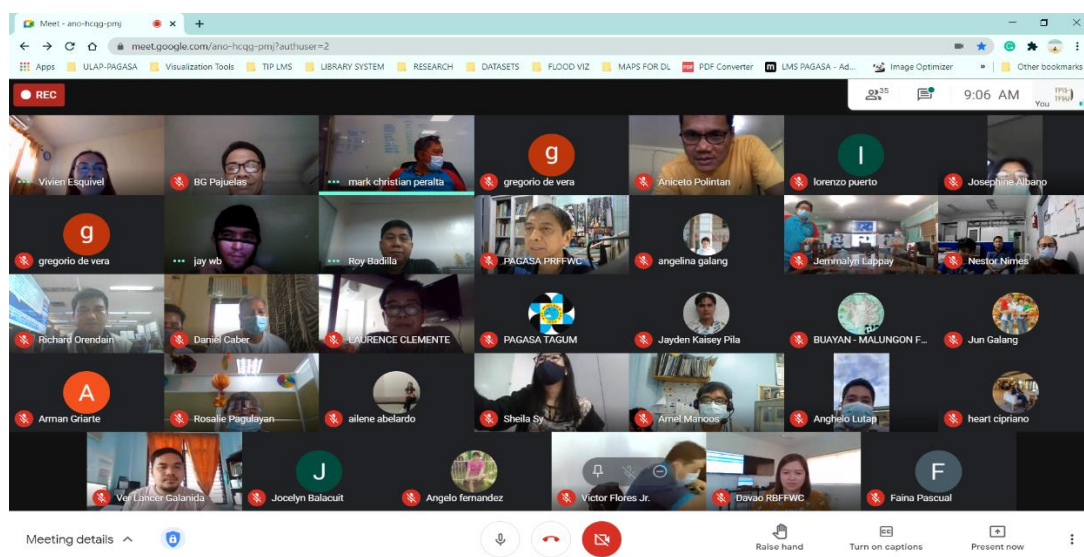 Meet - ano-hcqg-pmj
meet.google.com/ano-hcqg-pmj?authuser=2
Apps ULAP-PAGASA Visualization Tools TIP LMS LIBRARY SYSTEM RESEARCH DATASETS FLOOD VIZ MAPS FOR DL PDF PDF Converter LMS PAGASA - Ad... Image Optimizer » Other bookmarks
REC 35 9:06 AM You
Vivien Esquivel BG Pajuelas mark christian peralta g gregorio de vera Aniceto Polintan l lorenzo puerto Josephine Albano
g gregorio de vera jay wb Roy Badilla PAGASA PRFFWC angelina galang Jemmalyn Lappay Nestor Nimes
Richard Orendain Daniel Caber LAURENCE CLEMENTE PAGASA TAGUM Jayden Kaisey Pila BUAYAN - MALUNGON F... Jun Galang
A Arman Griarte Rosalie Pagulayan ailene abelardo Sheila Sy Arnel Manoos Anghelo Lutap heart cipriano
Ver Lancer Galanida J Jocelyn Balacuit Angelo fernandez Victor Flores Jr. Davao RBFFWC F Faina Pascual
Meeting details CC
Raise hand Turn on captions Present now